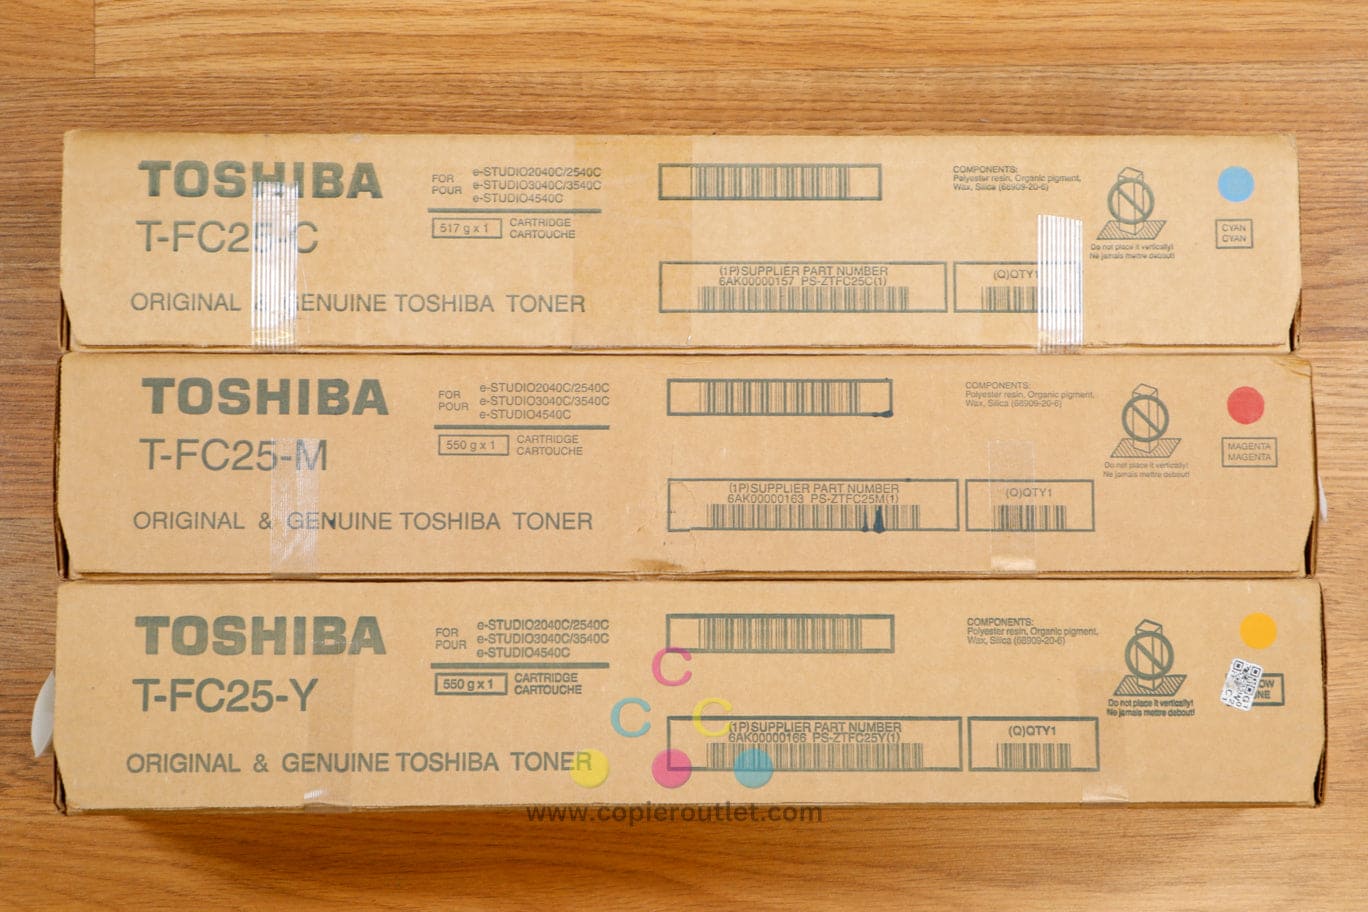 TOSHIBA
T-FC25-C
ORIGINAL & GENUINE TOSHIBA TONER
FOR
POUR
e-STUDIO2040C/2540C
e-STUDIO3040C/3540C
e-STUDIO4540C
517 g x 1
CARTRIDGE
CARTOUCHE
(1P)SUPPLIER PART NUMBER
6AK00000157 PS-ZTFC25C(1)
(Q)QTY1
COMPONENTS:
Polyester resin, Organic pigment,
Wax, Silica (68909-20-6)
Do not place it vertically!
Ne jamais mettre debout!
CYAN
CYAN
TOSHIBA
T-FC25-M
ORIGINAL & GENUINE TOSHIBA TONER
FOR
POUR
e-STUDIO2040C/2540C
e-STUDIO3040C/3540C
e-STUDIO4540C
550 g x 1
CARTRIDGE
CARTOUCHE
(1P)SUPPLIER PART NUMBER
6AK00000163 PS-ZTFC25M(1)
(Q)QTY1
COMPONENTS:
Polyester resin, Organic pigment,
Wax, Silica (68909-20-6)
Do not place it vertically!
Ne jamais mettre debout!
MAGENTA
MAGENTA
TOSHIBA
T-FC25-Y
ORIGINAL & GENUINE TOSHIBA TONER
FOR
POUR
e-STUDIO2040C/2540C
e-STUDIO3040C/3540C
e-STUDIO4540C
550 g x 1
CARTRIDGE
CARTOUCHE
(1P)SUPPLIER PART NUMBER
6AK00000166 PS-ZTFC25Y(1)
(Q)QTY1
COMPONENTS:
Polyester resin, Organic pigment,
Wax, Silica (68909-20-6)
Do not place it vertically!
Ne jamais mettre debout!
C
C C
www.copieroutlet.com